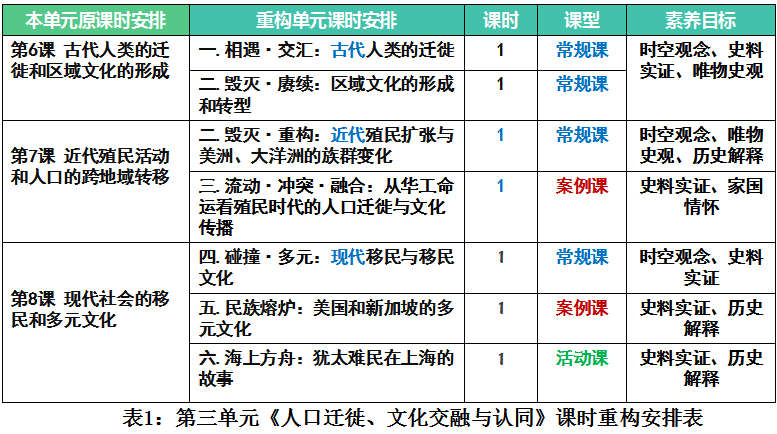 本单元原课时安排 重构单元课时安排 课时 课型 素养目标
第6课 古代人类的迁
徙和区域文化的形成
一. 相遇·交汇：古代人类的迁徙 1 常规课
二. 毁灭·赓续：区域文化的形成
和转型
1 常规课
时空观念、史料
实证、唯物史观
第7课 近代殖民活动
和人口的跨地域转移
二. 毁灭·重构：近代殖民扩张与
美洲、大洋洲的族群变化
1 常规课
时空观念、唯物
史观、历史解释
三. 流动·冲突·融合：从华工命
运看殖民时代的人口迁徙与文化
传播
1 案例课
史料实证、家国
情怀
第8课 现代社会的移
民和多元文化
四. 碰撞·多元：现代移民与移民
文化
1 常规课
时空观念、史料
实证
五. 民族熔炉：美国和新加坡的多
元文化
1 案例课
史料实证、历史
解释
六. 海上方舟：犹太难民在上海的
故事
1 活动课
史料实证、历史
解释
表1：第三单元《人口迁徙、文化交融与认同》课时重构安排表